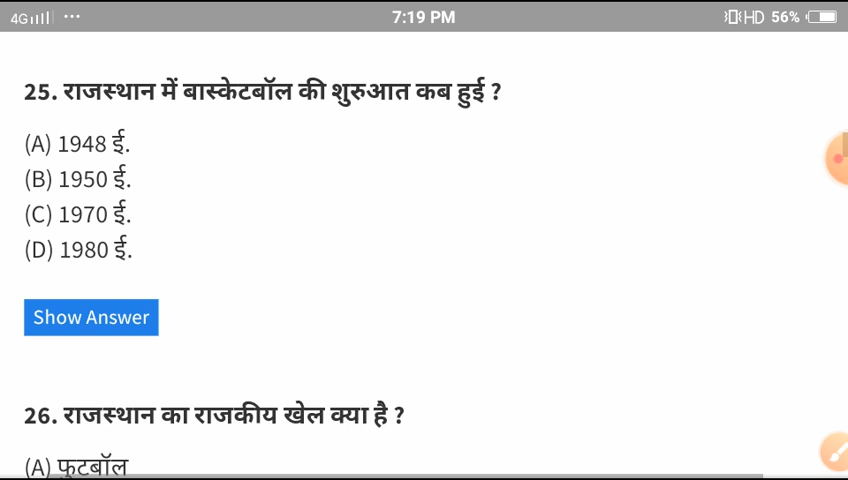 4G 7:19 PM HD 56%
25. राजस्थान में बास्केटबॉल की शुरुआत कब हुई ?
(A) 1948 ई.
(B) 1950 ई.
(C) 1970 ई.
(D) 1980 ई.
Show Answer
26. राजस्थान का राजकीय खेल क्या है ?
(A) फुटबॉल